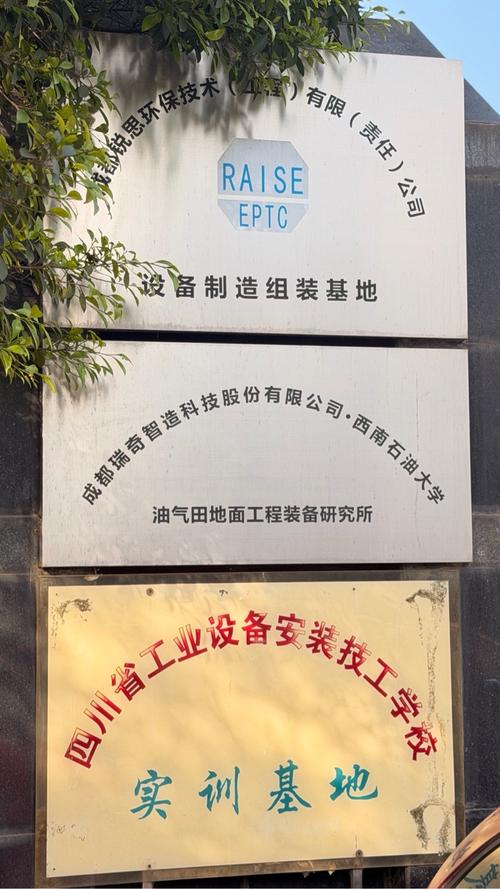 成都锐思环保技术（工程）有限（责任）公司
RAISE
EPTC
设备制造组装基地
成都瑞奇智造科技股份有限公司·西南石油大学
油气田地面工程装备研究所
四川省工业设备安装技工学校
实训基地